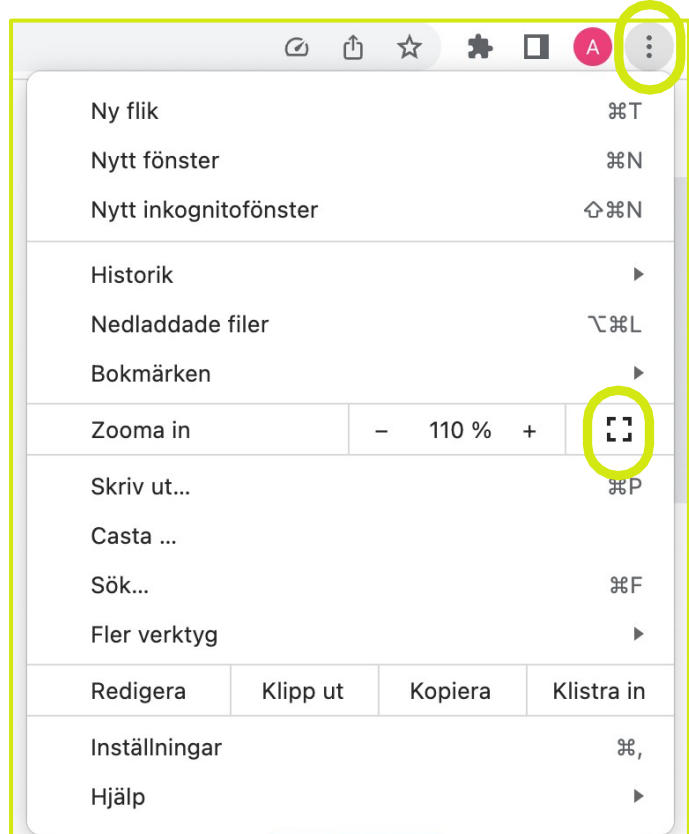 A
Ny flik ⌘T
Nytt fönster ⌘N
Nytt inkognitofönster ⇧⌘N
Historik
Nedladdade filer ⌥⌘L
Bokmärken
Zooma in − 110 % +
Skriv ut... ⌘P
Casta ...
Sök... ⌘F
Fler verktyg
Redigera Klipp ut Kopiera Klistra in
Inställningar ⌘,
Hjälp